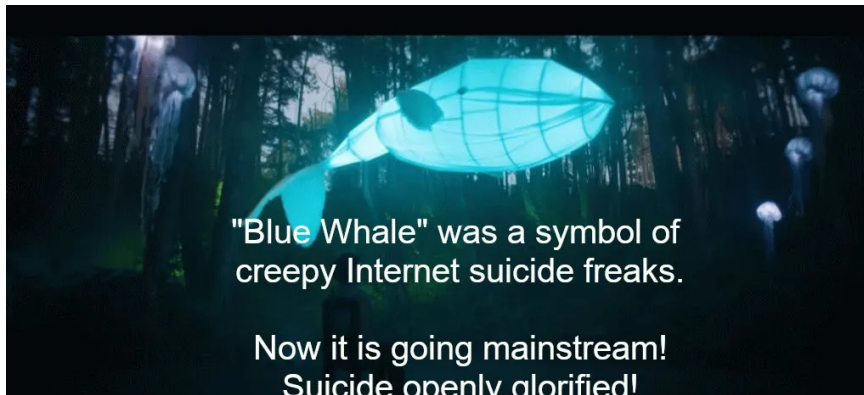 "Blue Whale" was a symbol of
creepy Internet suicide freaks.
Now it is going mainstream!
Suicide openly glorified!